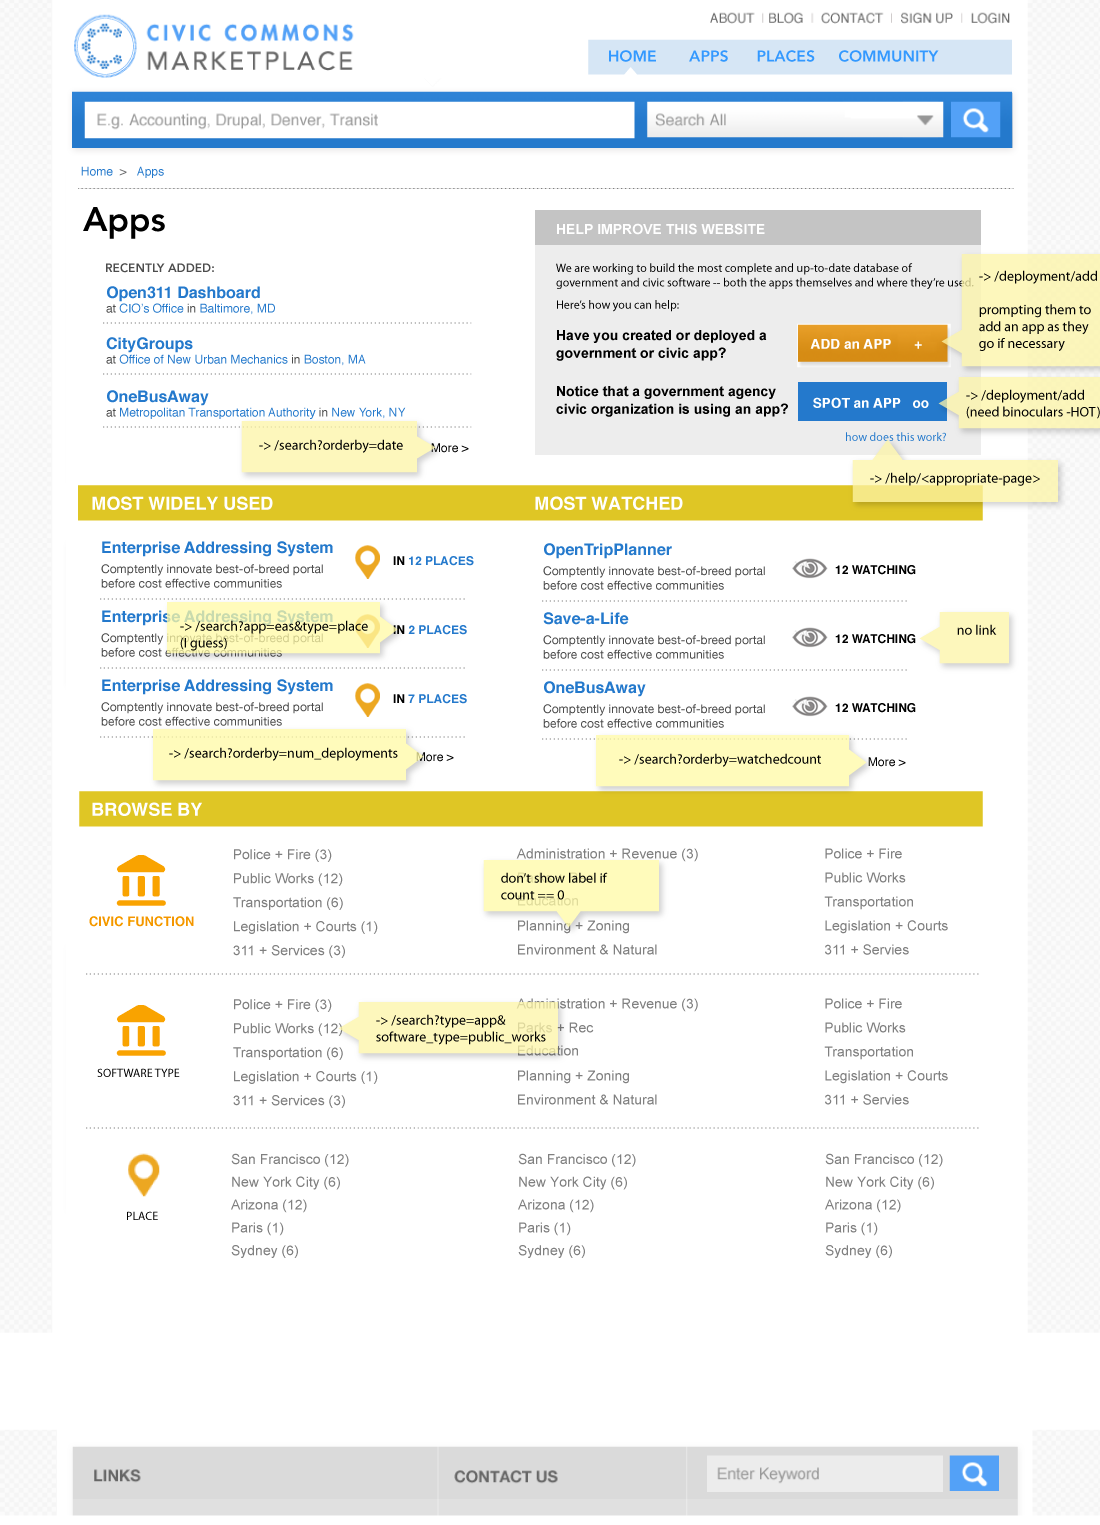 CIVIC COMMONS
MARKETPLACE
ABOUT | BLOG | CONTACT | SIGN UP | LOGIN
HOME APPS PLACES COMMUNITY
E.g. Accounting, Drupal, Denver, Transit
Search All
Home > Apps
Apps
RECENTLY ADDED:
Open311 Dashboard
at CIO's Office in Baltimore, MD
CityGroups
at Office of New Urban Mechanics in Boston, MA
OneBusAway
at Metropolitan Transportation Authority in New York, NY
-> /search?orderby=date
More >
HELP IMPROVE THIS WEBSITE
We are working to build the most complete and up-to-date database of
government and civic software -- both the apps themselves and where they're used.
Here's how you can help:
Have you created or deployed a
government or civic app?
ADD an APP +
-> /deployment/add
prompting them to
add an app as they
go if necessary
Notice that a government agency
civic organization is using an app?
SPOT an APP oo
-> /deployment/add
(need binoculars -HOT)
how does this work?
-> /help/<appropriate-page>
MOST WIDELY USED
Enterprise Addressing System
Comptently innovate best-of-breed portal
before cost effective communities
IN 12 PLACES
Enterprise Addressing System
Comptently innovate best-of-breed portal
before cost effective communities
-> /search?app=eas&type=place
(I guess)
IN 2 PLACES
Enterprise Addressing System
Comptently innovate best-of-breed portal
before cost effective communities
IN 7 PLACES
-> /search?orderby=num_deployments
More >
MOST WATCHED
OpenTripPlanner
Comptently innovate best-of-breed portal
before cost effective communities
12 WATCHING
Save-a-Life
Comptently innovate best-of-breed portal
before cost effective communities
12 WATCHING
no link
OneBusAway
Comptently innovate best-of-breed portal
before cost effective communities
12 WATCHING
-> /search?orderby=watchedcount
More >
BROWSE BY
CIVIC FUNCTION
Police + Fire (3)
Public Works (12)
Transportation (6)
Legislation + Courts (1)
311 + Services (3)
Administration + Revenue (3)
don't show label if
count == 0
Education
Planning + Zoning
Environment & Natural
Police + Fire
Public Works
Transportation
Legislation + Courts
311 + Servies
SOFTWARE TYPE
Police + Fire (3)
Public Works (12)
Transportation (6)
Legislation + Courts (1)
311 + Services (3)
-> /search?type=app&
software_type=public_works
Administration + Revenue (3)
Parks + Rec
Education
Planning + Zoning
Environment & Natural
Police + Fire
Public Works
Transportation
Legislation + Courts
311 + Servies
PLACE
San Francisco (12)
New York City (6)
Arizona (12)
Paris (1)
Sydney (6)
San Francisco (12)
New York City (6)
Arizona (12)
Paris (1)
Sydney (6)
San Francisco (12)
New York City (6)
Arizona (12)
Paris (1)
Sydney (6)
LINKS
CONTACT US
Enter Keyword